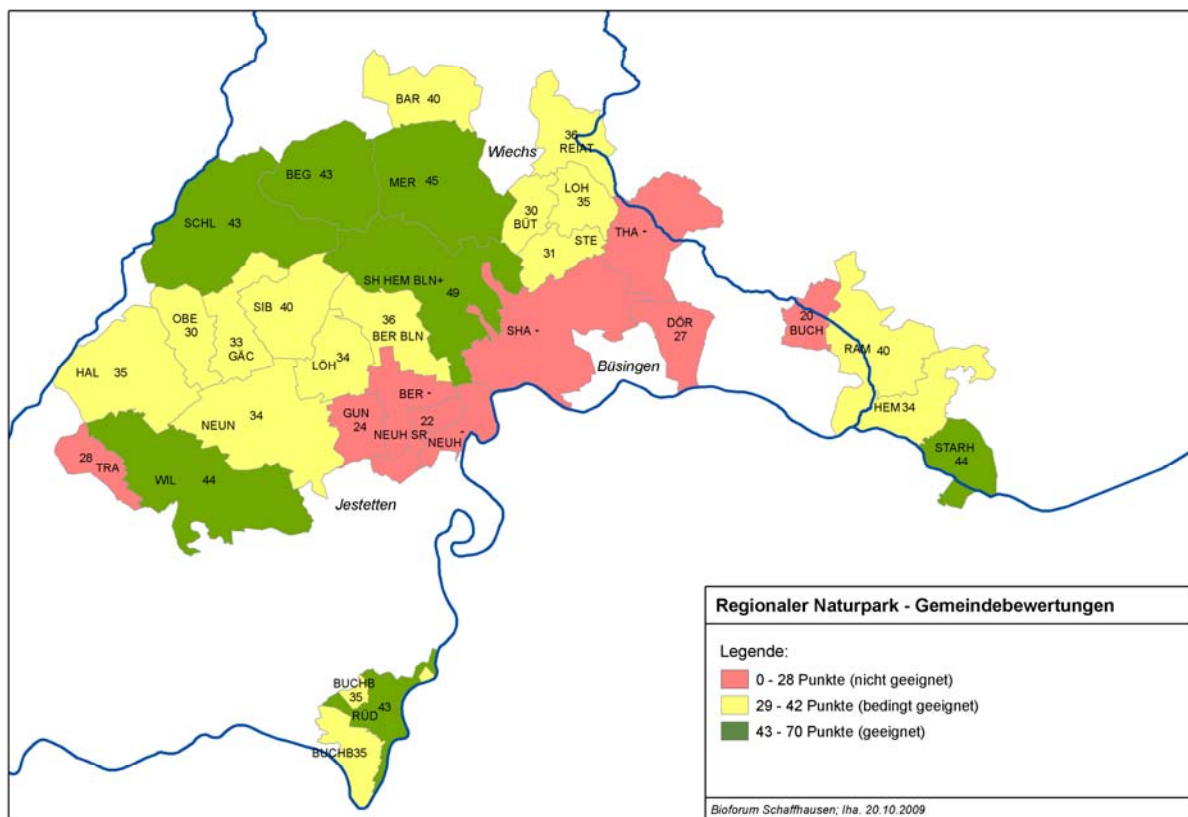 BAR 40
Wiechs
36
REIAT
BEG 43
MER 45
LOH
35
30
BÜT
SCHL 43
STE
31
THA -
SH HEM BLN+
49
OBE
30
SIB 40
33
GÄC
36
BER BLN
SHA -
DÖR
27
20
BUCH
Büsingen
RAM 40
HAL 35
LÖH 34
NEUN 34
BER -
GUN
24
22
NEUH SR
NEUH -
HEM 34
STARH
44
28
TRA
WIL 44
Jestetten
BUCHB
35
RÜD 43
BUCHB35
Regionaler Naturpark - Gemeindebewertungen
Legende:
0 - 28 Punkte (nicht geeignet)
29 - 42 Punkte (bedingt geeignet)
43 - 70 Punkte (geeignet)
Bioforum Schaffhausen; lha. 20.10.2009